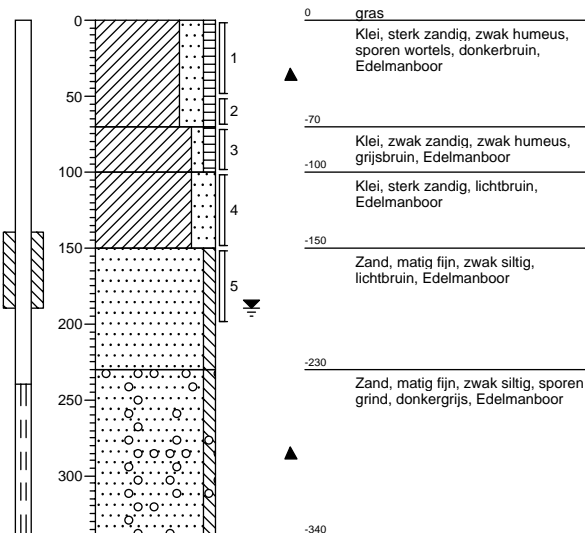 0
50
100
150
200
250
300
1
2
3
4
5
0
gras
Klei, sterk zandig, zwak humeus,
sporen wortels, donkerbruin,
Edelmanboor
-70
Klei, zwak zandig, zwak humeus,
grijsbruin, Edelmanboor
-100
Klei, sterk zandig, lichtbruin,
Edelmanboor
-150
Zand, matig fijn, zwak siltig,
lichtbruin, Edelmanboor
-230
Zand, matig fijn, zwak siltig, sporen
grind, donkergrijs, Edelmanboor
-340